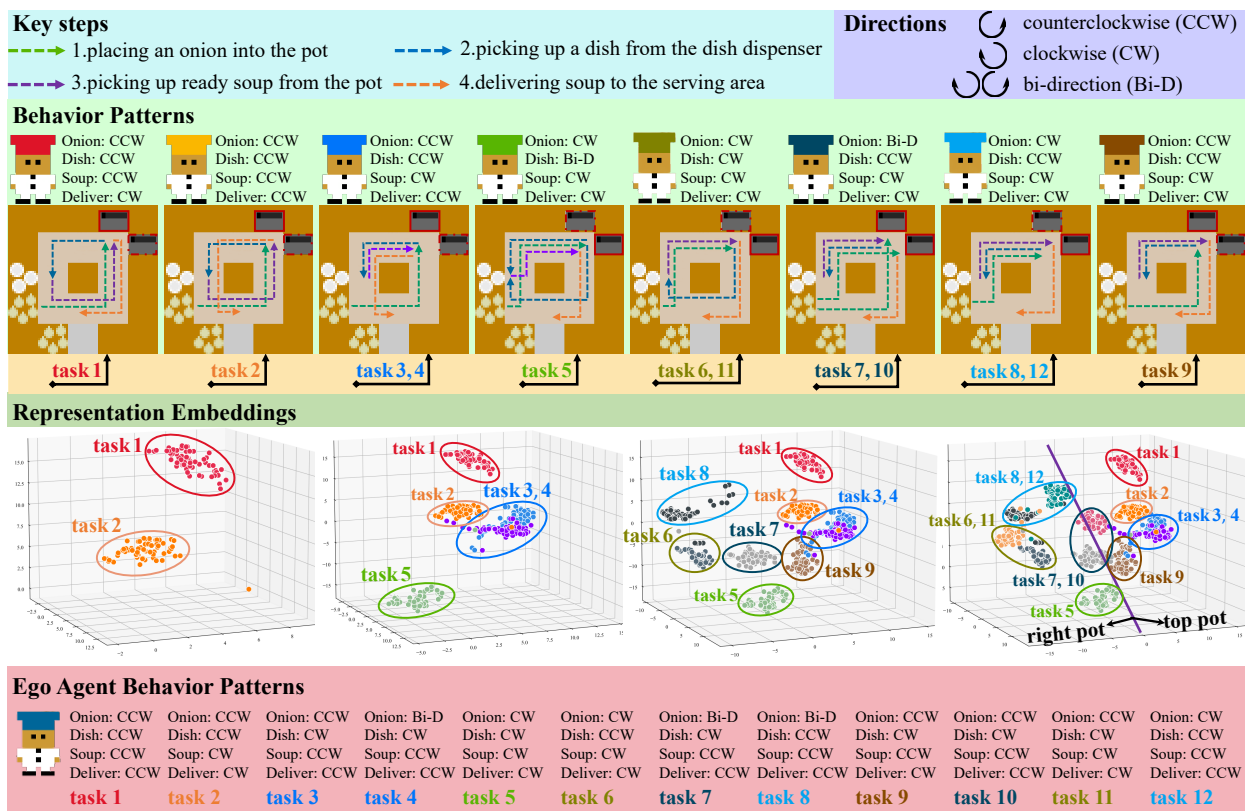 Key steps
1.placing an onion into the pot
2.picking up a dish from the dish dispenser
3.picking up ready soup from the pot
4.delivering soup to the serving area
Directions
counterclockwise (CCW)
clockwise (CW)
bi-direction (Bi-D)
Behavior Patterns
Onion: CCW
Dish: CCW
Soup: CCW
Deliver: CW
Onion: CCW
Dish: CCW
Soup: CCW
Deliver: CCW
Onion: CCW
Dish: CCW
Soup: CW
Deliver: CCW
Onion: CW
Dish: Bi-D
Soup: CW
Deliver: CW
Onion: CW
Dish: CW
Soup: CW
Deliver: CW
Onion: Bi-D
Dish: CCW
Soup: CW
Deliver: CW
Onion: CW
Dish: CCW
Soup: CW
Deliver: CW
Onion: CCW
Dish: CCW
Soup: CW
Deliver: CW
task 1
task 2
task 3, 4
task 5
task 6, 11
task 7, 10
task 8, 12
task 9
Representation Embeddings
task 1
task 2
task 1
task 2
task 3, 4
task 5
task 1
task 8
task 2
task 3, 4
task 6
task 7
task 9
task 5
task 1
task 8, 12
task 2
task 6, 11
task 3, 4
task 7, 10
task 9
task 5
right pot
top pot
Ego Agent Behavior Patterns
Onion: CCW
Dish: CCW
Soup: CCW
Deliver: CCW
task 1
Onion: CCW
Dish: CCW
Soup: CW
Deliver: CW
task 2
Onion: CCW
Dish: CW
Soup: CCW
Deliver: CCW
task 3
Onion: Bi-D
Dish: CW
Soup: CCW
Deliver: CCW
task 4
Onion: CW
Dish: CW
Soup: CCW
Deliver: CW
task 5
Onion: CW
Dish: CW
Soup: CW
Deliver: CW
task 6
Onion: Bi-D
Dish: CW
Soup: CCW
Deliver: CCW
task 7
Onion: Bi-D
Dish: CW
Soup: CCW
Deliver: CCW
task 8
Onion: CCW
Dish: CW
Soup: CW
Deliver: CW
task 9
Onion: CCW
Dish: CW
Soup: CCW
Deliver: CCW
task 10
Onion: CCW
Dish: CW
Soup: CCW
Deliver: CW
task 11
Onion: CW
Dish: CW
Soup: CCW
Deliver: CCW
task 12